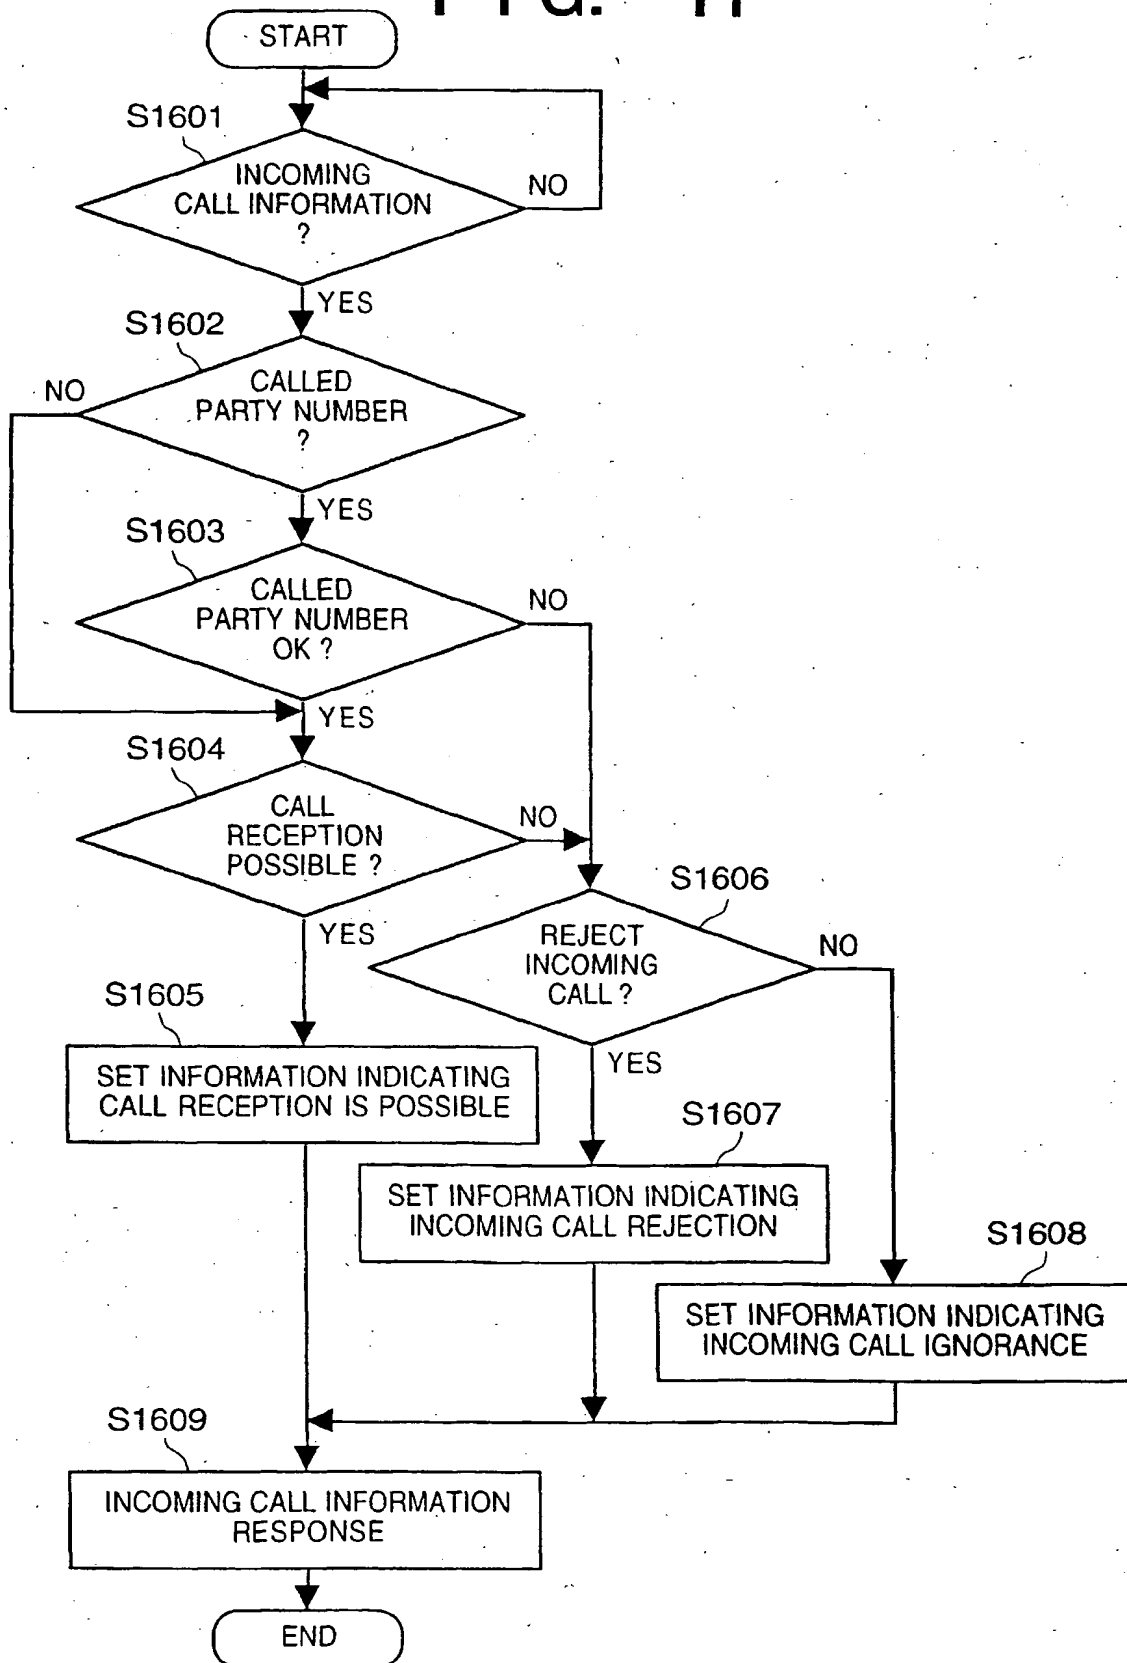 START
S1601
INCOMING
CALL INFORMATION
?
NO
YES
S1602
NO
CALLED
PARTY NUMBER
?
YES
S1603
CALLED
PARTY NUMBER
OK ?
NO
YES
S1604
CALL
RECEPTION
POSSIBLE ?
NO
YES
S1606
REJECT
INCOMING
CALL ?
NO
YES
S1605
SET INFORMATION INDICATING
CALL RECEPTION IS POSSIBLE
S1607
SET INFORMATION INDICATING
INCOMING CALL REJECTION
S1608
SET INFORMATION INDICATING
INCOMING CALL IGNORANCE
S1609
INCOMING CALL INFORMATION
RESPONSE
END